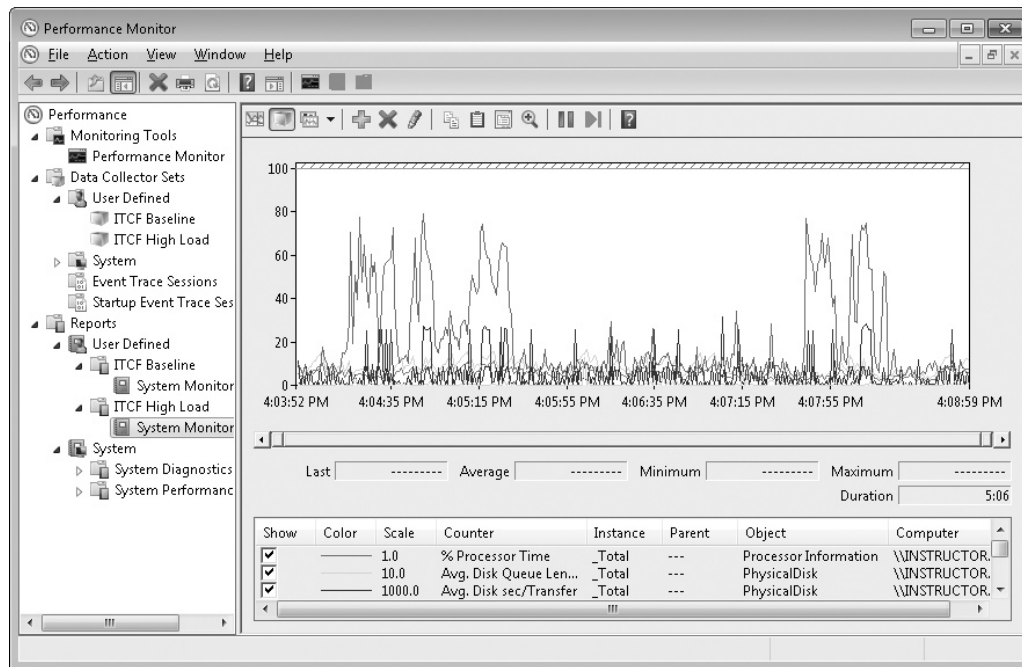 Performance Monitor
File Action View Window Help
Performance
Monitoring Tools
Performance Monitor
Data Collector Sets
User Defined
ITCF Baseline
ITCF High Load
System
Event Trace Sessions
Startup Event Trace Ses
Reports
User Defined
ITCF Baseline
System Monitor
ITCF High Load
System Monitor
System
System Diagnostics
System Performanc
100
80
60
40
20
0
4:03:52 PM 4:04:35 PM 4:05:15 PM 4:05:55 PM 4:06:35 PM 4:07:15 PM 4:07:55 PM 4:08:59 PM
Last --------- Average --------- Minimum --------- Maximum ---------
Duration 5:06
Show Color Scale Counter Instance Parent Object Computer
1.0 % Processor Time _Total --- Processor Information \\INSTRUCTOR.
10.0 Avg. Disk Queue Len... _Total --- PhysicalDisk \\INSTRUCTOR.
1000.0 Avg. Disk sec/Transfer _Total --- PhysicalDisk \\INSTRUCTOR.